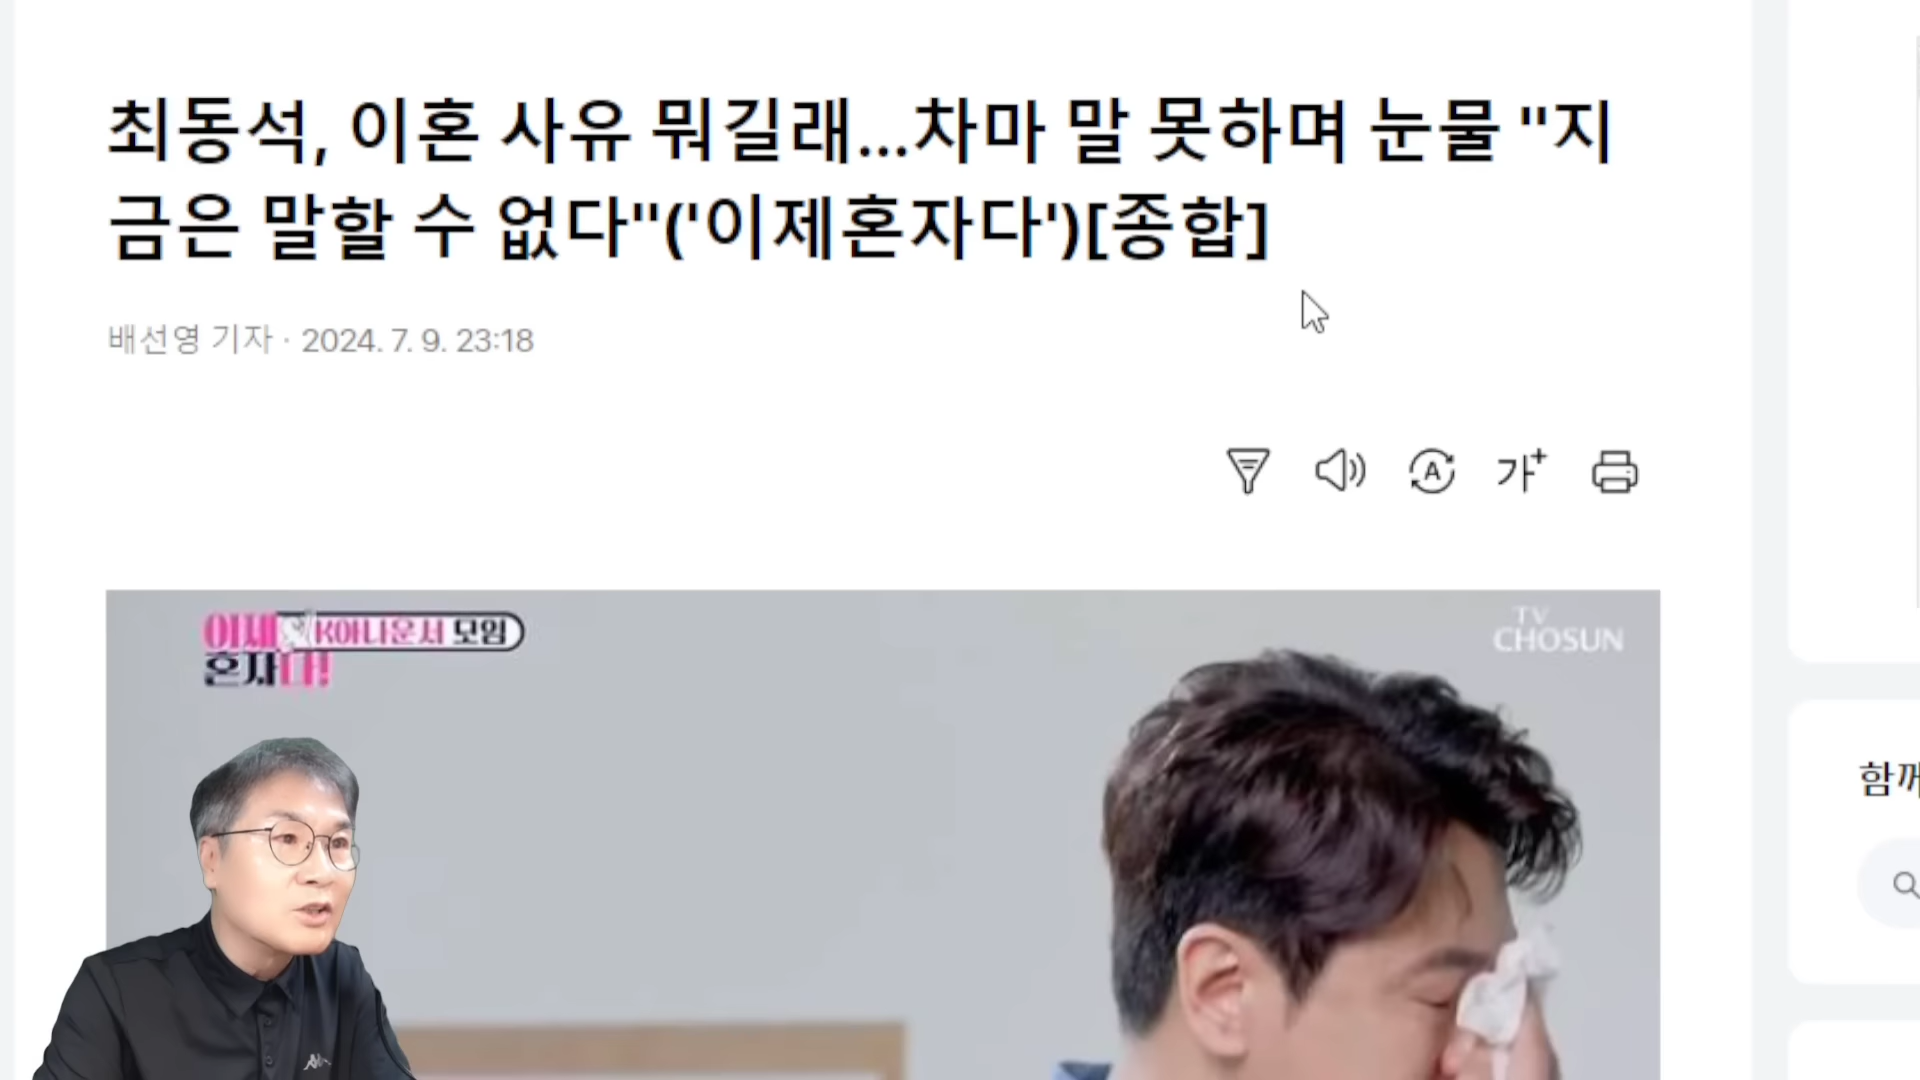 최동석, 이혼 사유 뭐길래...차마 말 못하며 눈물 "지
금은 말할 수 없다"('이제혼자다')[종합]
배선영 기자 · 2024. 7. 9. 23:18
가+
이제 K아나운서 모임
혼자다!
TV
CHOSUN
함께